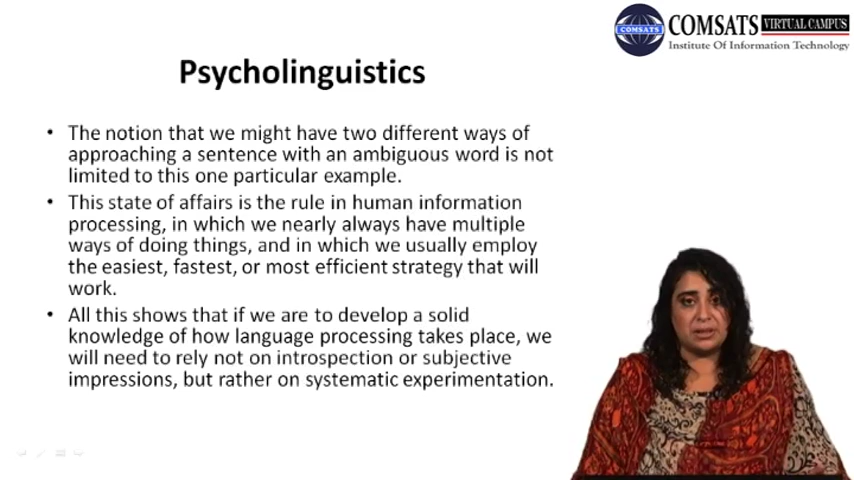 COMSATS VIRTUAL CAMPUS
COMSATS
Institute Of Information Technology
Psycholinguistics
• The notion that we might have two different ways of
approaching a sentence with an ambiguous word is not
limited to this one particular example.
• This state of affairs is the rule in human information
processing, in which we nearly always have multiple
ways of doing things, and in which we usually employ
the easiest, fastest, or most efficient strategy that will
work.
• All this shows that if we are to develop a solid
knowledge of how language processing takes place, we
will need to rely not on introspection or subjective
impressions, but rather on systematic experimentation.